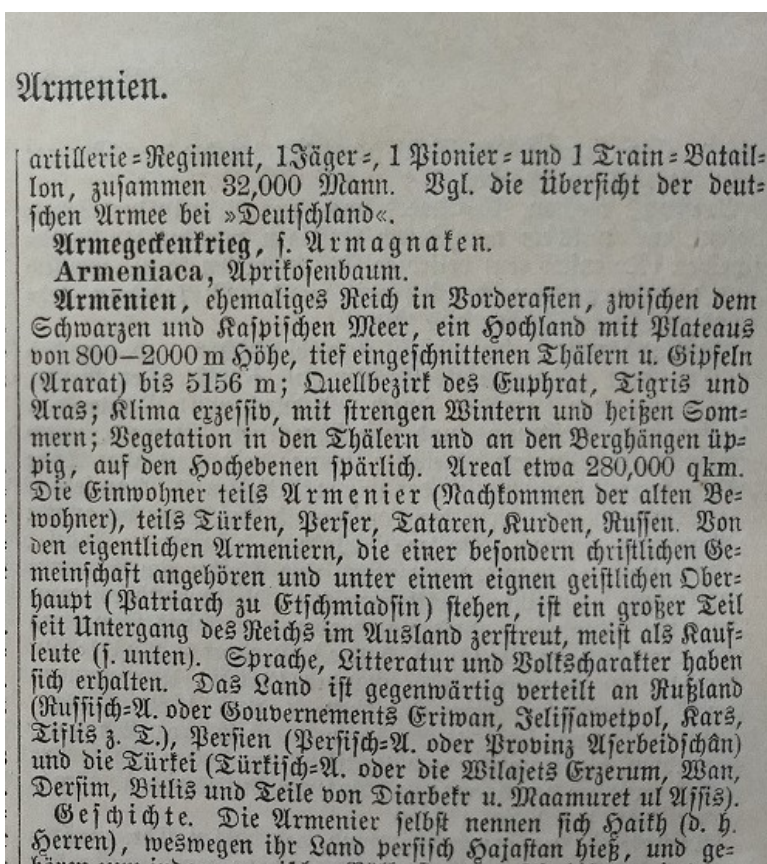 Armenien.
artillerie=Regiment, 1 Jäger=, 1 Pionier= und 1 Train=Batail=
lon, zusammen 32,000 Mann. Vgl. die Übersicht der deut=
schen Armee bei »Deutschland«.
Armegeckenkrieg, s. Armagnaken.
Armeniaca, Aprikosenbaum.
Armēnien, ehemaliges Reich in Vorderasien, zwischen dem
Schwarzen und Kaspischen Meer, ein Hochland mit Plateaus
von 800—2000 m Höhe, tief eingeschnittenen Thälern u. Gipfeln
(Ararat) bis 5156 m; Quellbezirk des Euphrat, Tigris und
Aras; Klima exzessiv, mit strengen Wintern und heißen Som=
mern; Vegetation in den Thälern und an den Berghängen üp=
pig, auf den Hochebenen spärlich. Areal etwa 280,000 qkm.
Die Einwohner teils Armenier (Nachkommen der alten Be=
wohner), teils Türken, Perser, Tataren, Kurden, Russen. Von
den eigentlichen Armeniern, die einer besondern christlichen Ge=
meinschaft angehören und unter einem eignen geistlichen Ober=
haupt (Patriarch zu Etschmiadsin) stehen, ist ein großer Teil
seit Untergang des Reichs im Ausland zerstreut, meist als Kauf=
leute (s. unten). Sprache, Litteratur und Volkscharakter haben
sich erhalten. Das Land ist gegenwärtig verteilt an Rußland
(Russisch=A. oder Gouvernements Eriwan, Jelissawetpol, Kars,
Tiflis z. T.), Persien (Persisch=A. oder Provinz Aserbeidschân)
und die Türkei (Türkisch=A. oder die Wilajets Erzerum, Wan,
Dersim, Bitlis und Teile von Diarbekr u. Maamuret ul Assis).
Geschichte. Die Armenier selbst nennen sich Haikh (d. h.
Herren), weswegen ihr Land persisch Hajastan hieß, und ge=